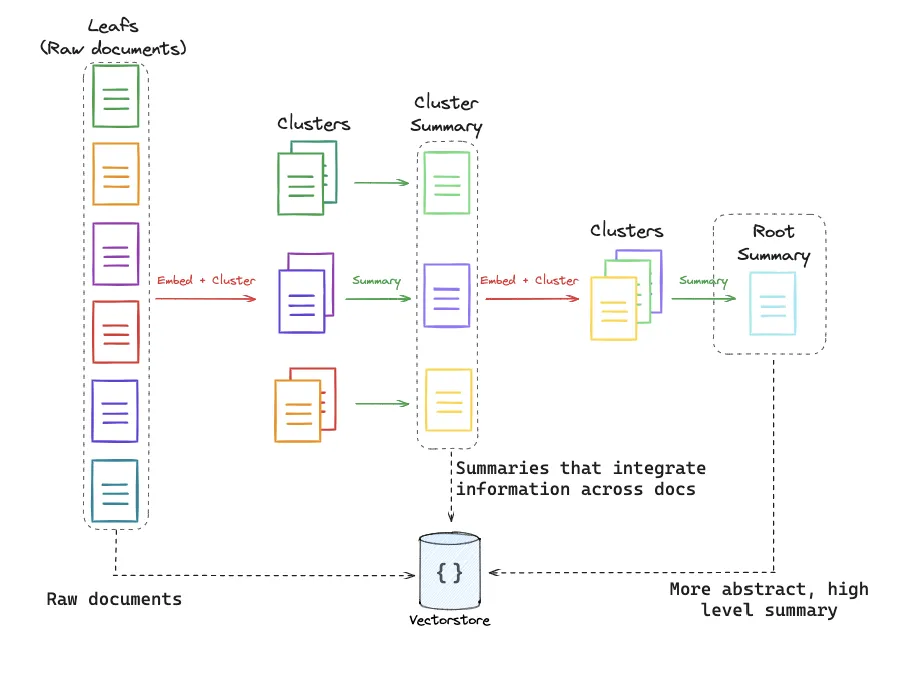 Leafs
(Raw documents)
Clusters
Cluster
Summary
Clusters
Root
Summary
Embed + Cluster
Summary
Embed + Cluster
Summary
Summaries that integrate
information across docs
{}
Raw documents
Vectorstore
More abstract, high
level summary